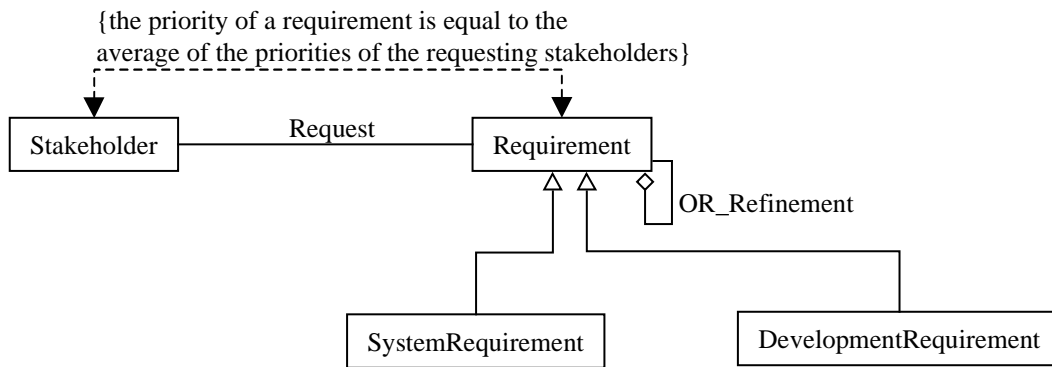 {the priority of a requirement is equal to the
average of the priorities of the requesting stakeholders}
Stakeholder
Request
Requirement
OR_Refinement
SystemRequirement
DevelopmentRequirement